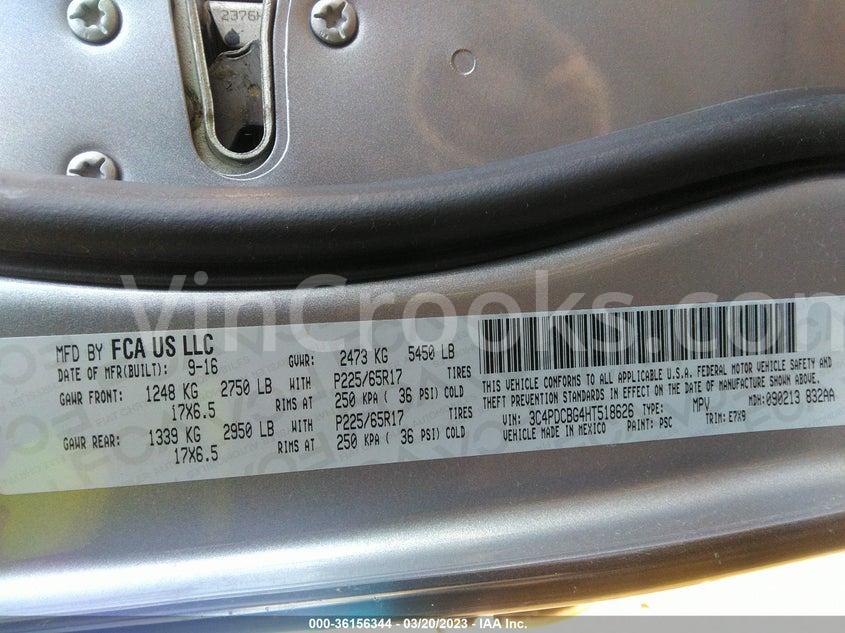 2376H
VinCrooks.com
MFD BY FCA US LLC
DATE OF MFR(BUILT): 9-16 GVWR: 2473 KG 5450 LB
GAWR FRONT: 1248 KG 2750 LB WITH P225/65R17 TIRES
17X6.5 RIMS AT 250 KPA ( 36 PSI) COLD
GAWR REAR: 1339 KG 2950 LB WITH P225/65R17 TIRES
17X6.5 RIMS AT 250 KPA ( 36 PSI) COLD
THIS VEHICLE CONFORMS TO ALL APPLICABLE U.S.A. FEDERAL MOTOR VEHICLE SAFETY AND
THEFT PREVENTION STANDARDS IN EFFECT ON THE DATE OF MANUFACTURE SHOWN ABOVE.
VIN: 3C4PDCBG4HT518626 TYPE: MPV MDH: 090213 832AA
VEHICLE MADE IN MEXICO PAINT: PSC TRIM: E7X9
000-36156344 — 03/20/2023 — IAA Inc.